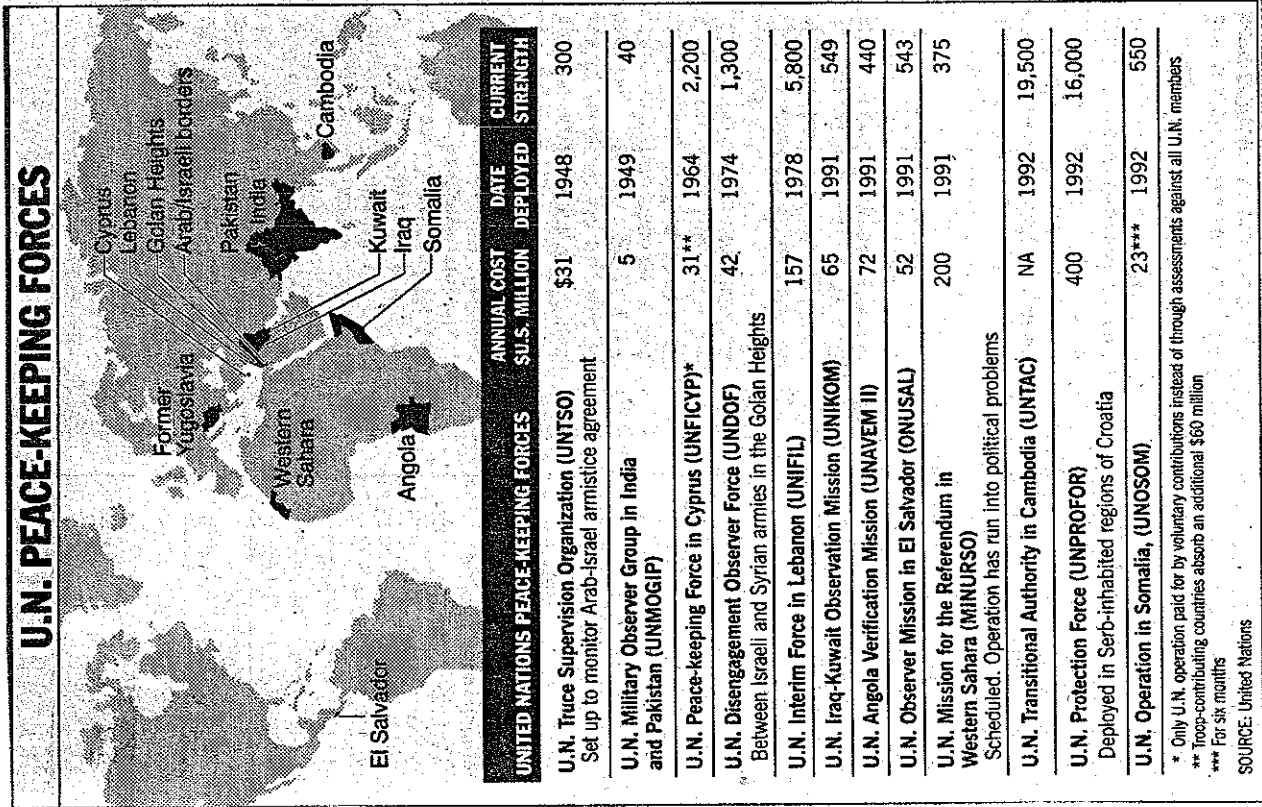 U.N. PEACE-KEEPING FORCES
Cyprus
Lebanon
Golan Heights
Arab/Israeli borders
Former
Yugoslavia
Pakistan
India
Western
Sahara
Cambodia
El Salvador
Angola
Kuwait
Iraq
Somalia
UNITED NATIONS PEACE-KEEPING FORCES ANNUAL COST $U.S. MILLION DATE DEPLOYED CURRENT STRENGTH
U.N. Truce Supervision Organization (UNTSO) $31 1948 300
Set up to monitor Arab-Israel armistice agreement
U.N. Military Observer Group in India 5 1949 40
and Pakistan (UNMOGIP)
U.N. Peace-keeping Force in Cyprus (UNFICYP)* 31** 1964 2,200
U.N. Disengagement Observer Force (UNDOF) 42 1974 1,300
Between Israeli and Syrian armies in the Golan Heights
U.N. Interim Force in Lebanon (UNIFIL) 157 1978 5,800
U.N. Iraq-Kuwait Observation Mission (UNIKOM) 65 1991 549
U.N. Angola Verification Mission (UNAVEM II) 72 1991 440
U.N. Observer Mission in El Salvador (ONUSAL) 52 1991 543
U.N. Mission for the Referendum in 200 1991 375
Western Sahara (MINURSO)
Scheduled. Operation has run into political problems
U.N. Transitional Authority in Cambodia (UNTAC) NA 1992 19,500
U.N. Protection Force (UNPROFOR) 400 1992 16,000
Deployed in Serb-inhabited regions of Croatia
U.N. Operation in Somalia, (UNOSOM) 23*** 1992 550
* Only U.N. operation paid for by voluntary contributions instead of through assessments against all U.N. members
** Troop-contributing countries absorb an additional $60 million
*** For six months
SOURCE: United Nations